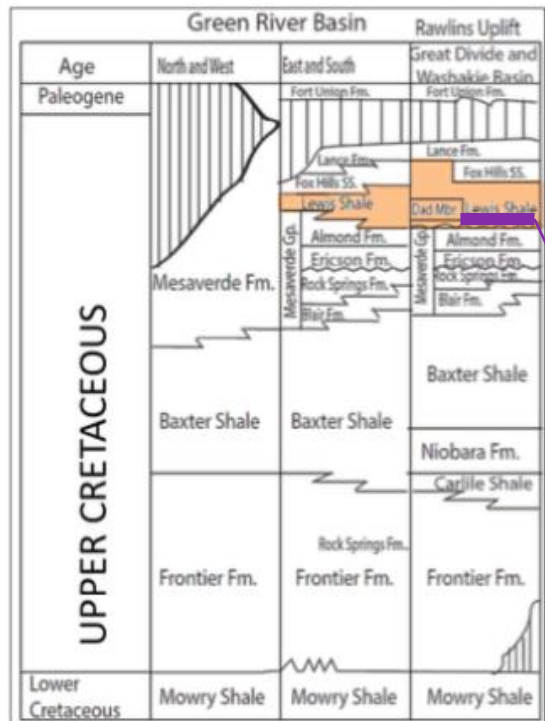 Green River Basin
Rawlins Uplift
Age
North and West
East and South
Great Divide and
Washakie Basin
Paleogene
Fort Union Fm.
Fort Union Fm.
Lance Fm.
Lance Fm.
Fox Hills SS.
Fox Hills SS.
Lewis Shale
Dad Mbr.
Lewis Shale
Mesaverde Gp.
Almond Fm.
Mesaverde Gp.
Almond Fm.
Ericson Fm.
Ericson Fm.
Mesaverde Fm.
Rock Springs Fm.
Rock Springs Fm.
Blair Fm.
Blair Fm.
UPPER CRETACEOUS
Baxter Shale
Baxter Shale
Baxter Shale
Niobara Fm.
Carlile Shale
Rock Springs Fm.
Frontier Fm.
Frontier Fm.
Frontier Fm.
Lower
Cretaceous
Mowry Shale
Mowry Shale
Mowry Shale